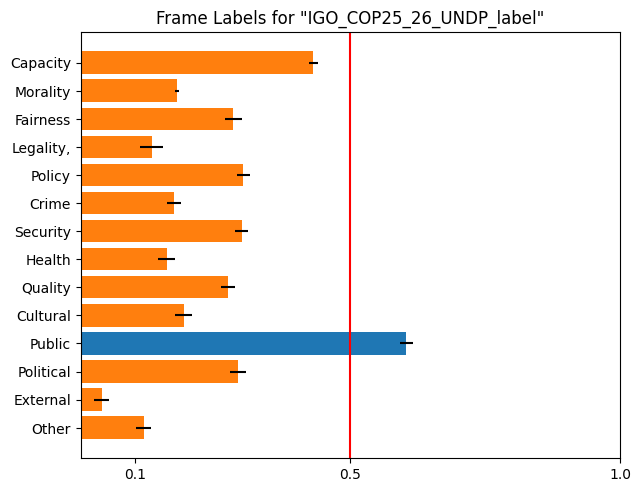 Frame Labels for "IGO_COP25_26_UNDP_label"
Capacity
Morality
Fairness
Legality,
Policy
Crime
Security
Health
Quality
Cultural
Public
Political
External
Other
0.1 0.5 1.0